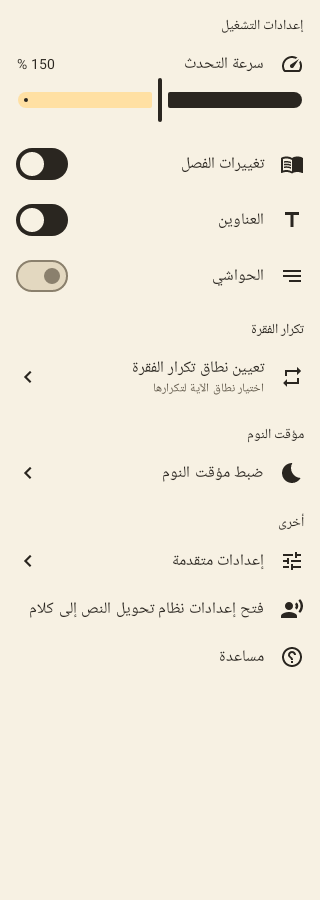 إعدادات التشغيل
سرعة التحدث
150 %
تغييرات الفصل
العناوين
الحواشي
تكرار الفقرة
تعيين نطاق تكرار الفقرة
اختيار نطاق الآية لتكرارها
مؤقت النوم
ضبط مؤقت النوم
أخرى
إعدادات متقدمة
فتح إعدادات نظام تحويل النص إلى كلام
مساعدة